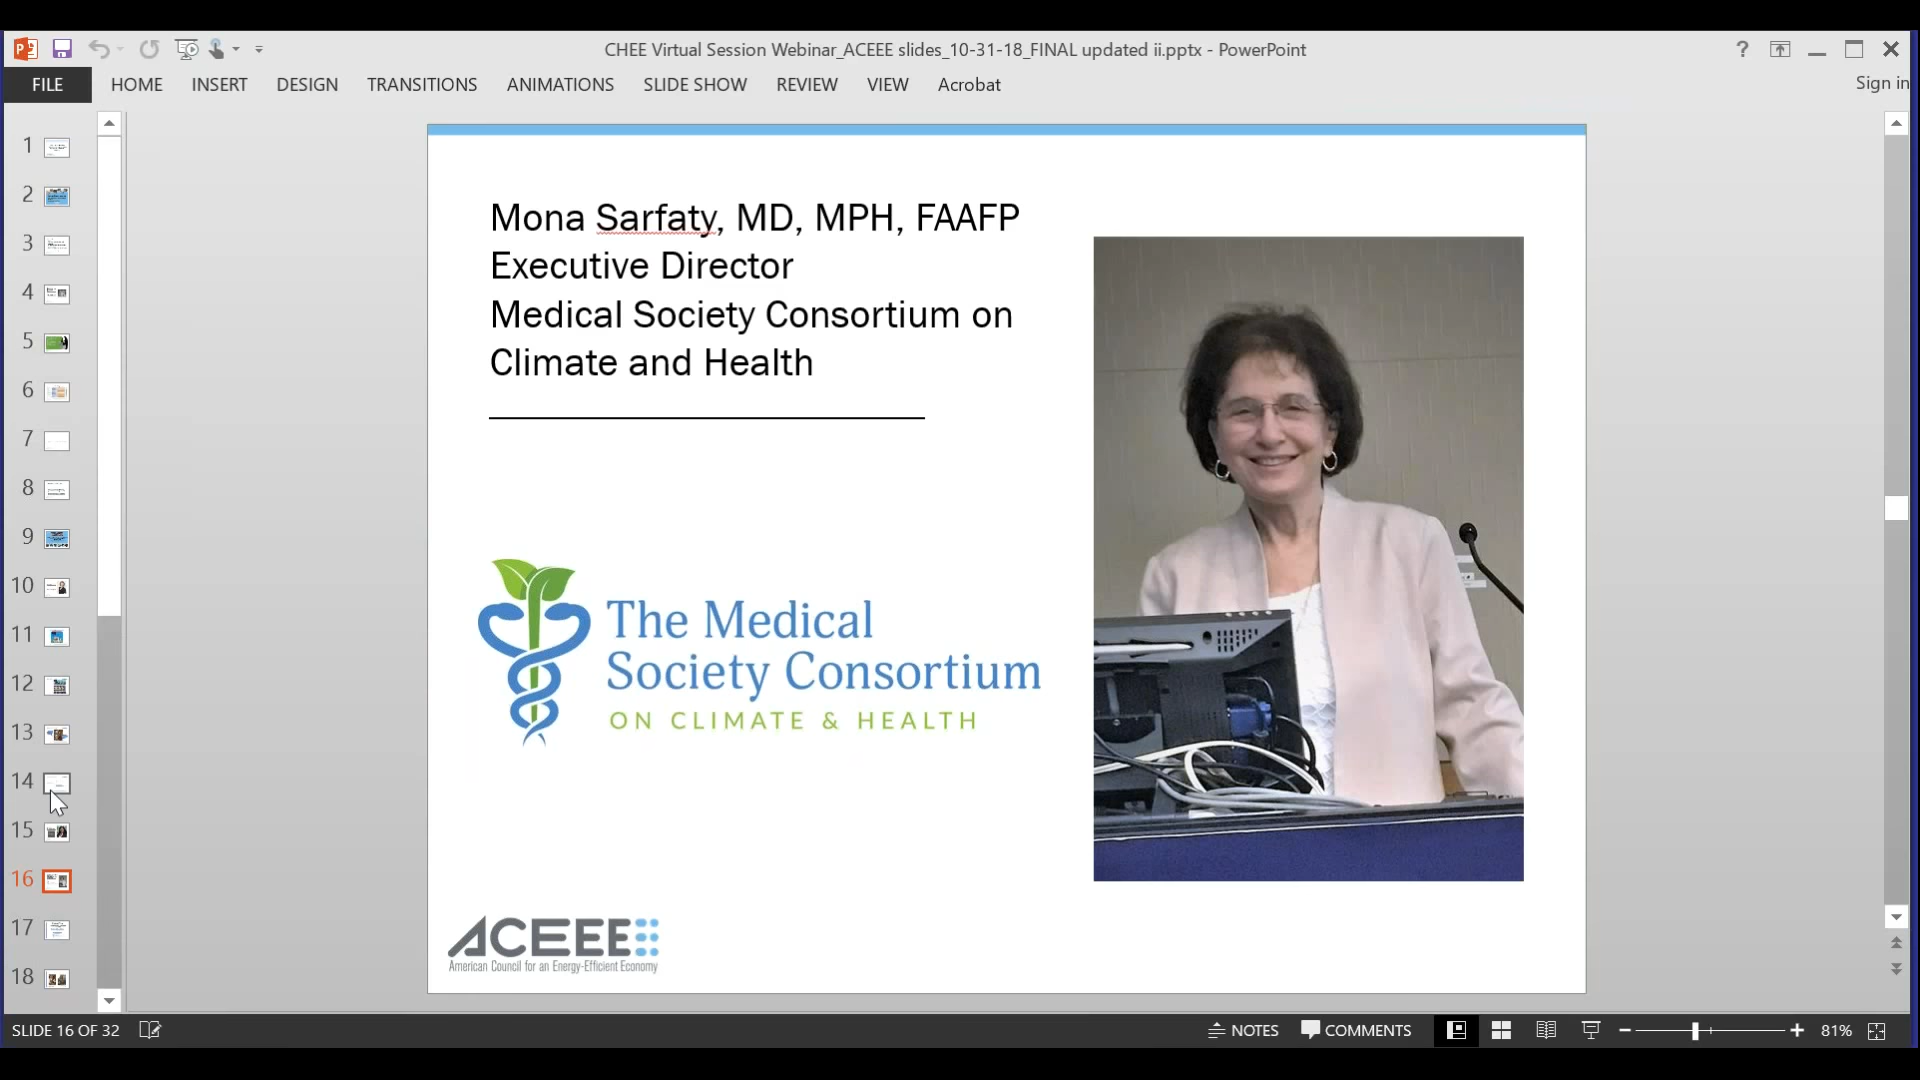 CHEE Virtual Session Webinar_ACEEE slides_10-31-18_FINAL updated ii.pptx - PowerPoint
FILE HOME INSERT DESIGN TRANSITIONS ANIMATIONS SLIDE SHOW REVIEW VIEW Acrobat Sign in
1
2
3
4
5
6
7
8
9
10
11
12
13
14
15
16
17
18
Mona Sarfaty, MD, MPH, FAAFP
Executive Director
Medical Society Consortium on
Climate and Health
The Medical
Society Consortium
ON CLIMATE & HEALTH
ACEEE
American Council for an Energy-Efficient Economy
SLIDE 16 OF 32 NOTES COMMENTS 81%